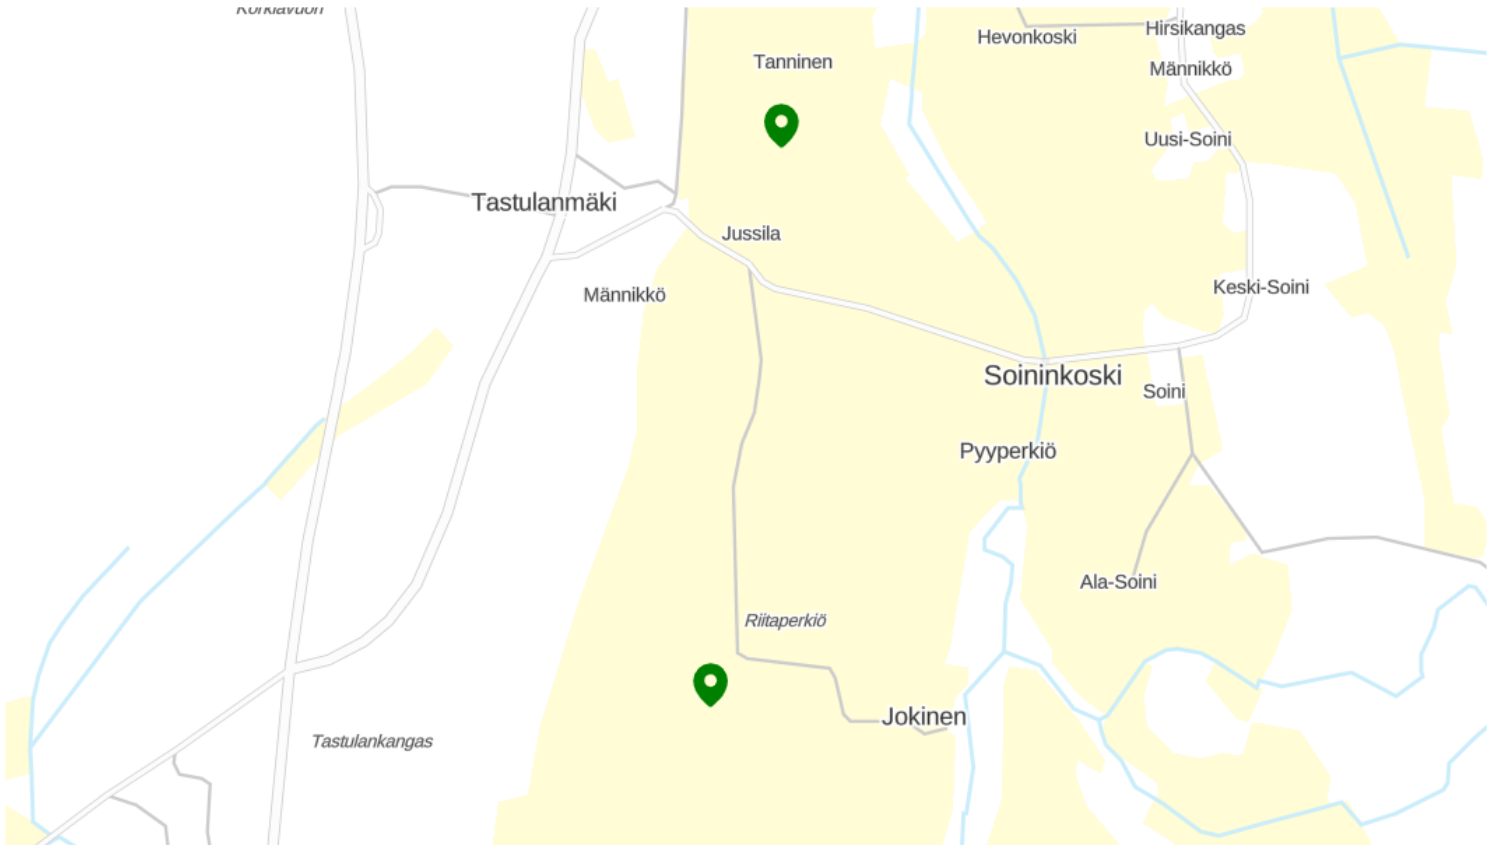 Korkiavuori
Hevonkoski
Hirsikangas
Tanninen
Männikkö
Uusi-Soini
Tastulanmäki
Jussila
Männikkö
Keski-Soini
Soininkoski
Soini
Pyyperkiö
Ala-Soini
Riitaperkiö
Jokinen
Tastulankangas